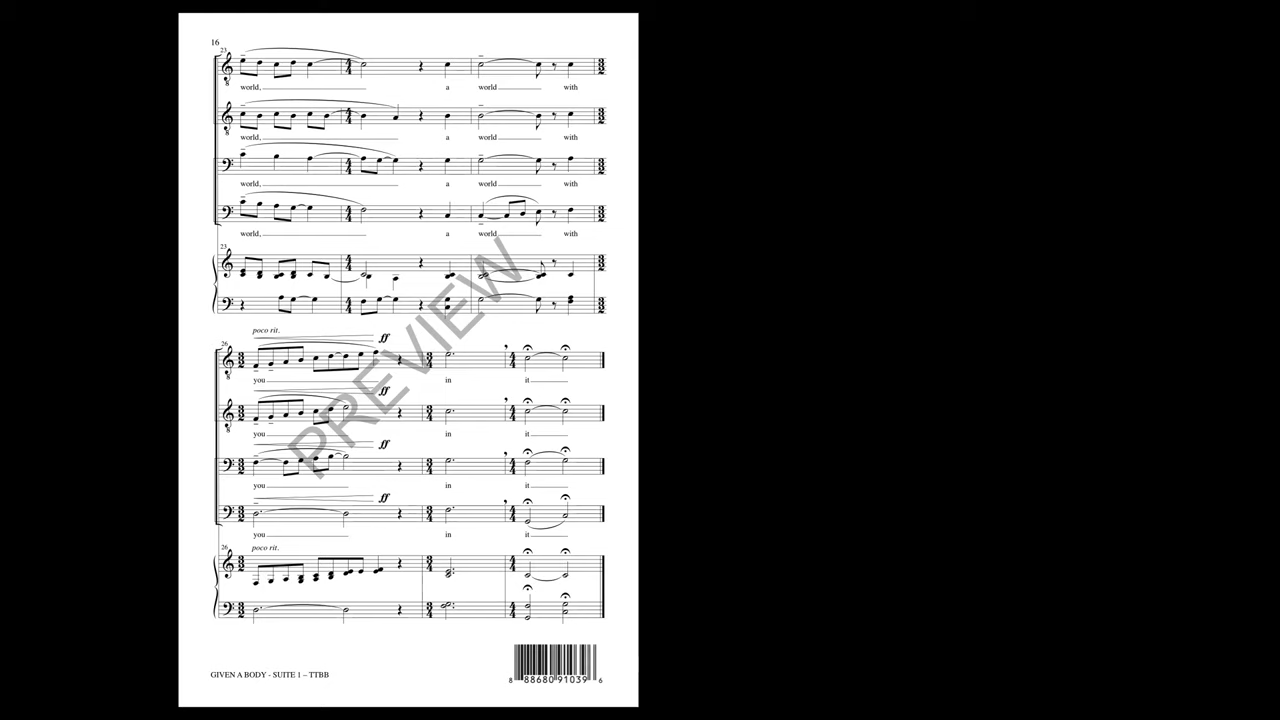 16
23
world, a world with
world, a world with
world, a world with
world, a world with
23
PREVIEW
poco rit.
26
ff
you in it
ff
you in it
ff
you in it
ff
you in it
poco rit.
26
GIVEN A BODY - SUITE 1 – TTBB
8 88680 91039 6